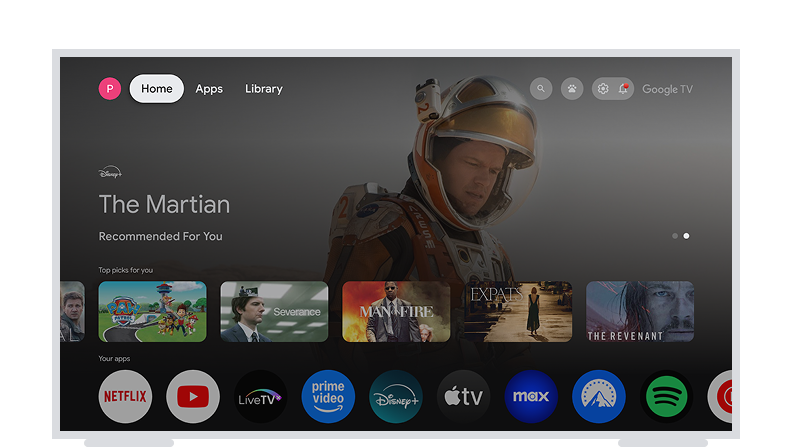 P Home Apps Library Google TV
Disney+
The Martian
Recommended For You
Top picks for you
PAW PATROL Severance MAN ON FIRE EXPATS THE REVENANT
Your apps
NETFLIX LiveTV prime video Disney+ tv max